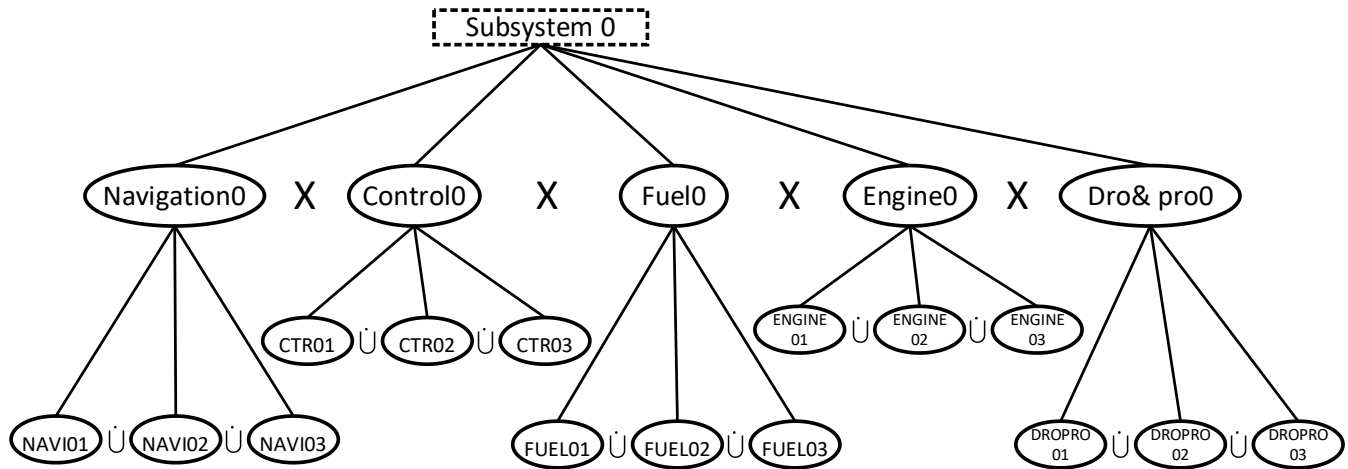 Subsystem 0
Navigation0 X Control0 X Fuel0 X Engine0 X Dro& pro0
CTR01 ∪̇ CTR02 ∪̇ CTR03
ENGINE
01 ∪̇ ENGINE
02 ∪̇ ENGINE
03
NAVI01 ∪̇ NAVI02 ∪̇ NAVI03
FUEL01 ∪̇ FUEL02 ∪̇ FUEL03
DROPRO
01 ∪̇ DROPRO
02 ∪̇ DROPRO
03